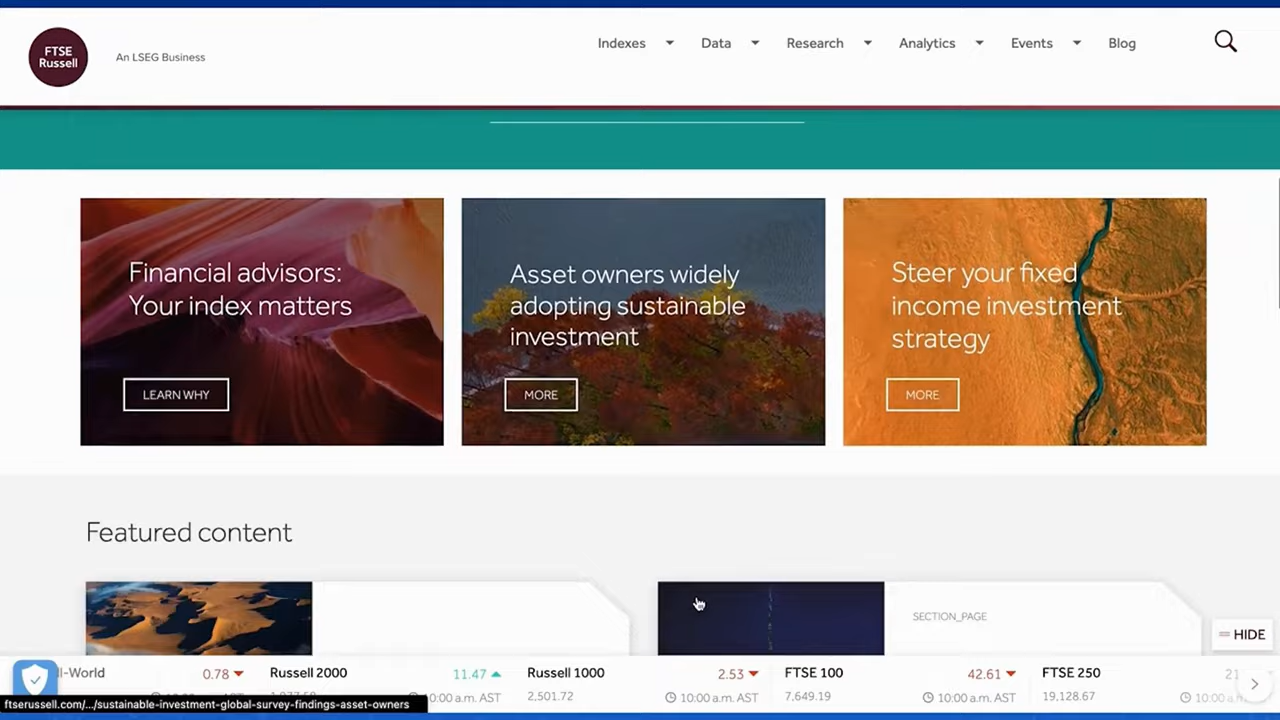 FTSE
Russell
An LSEG Business
Indexes
Data
Research
Analytics
Events
Blog
Financial advisors:
Your index matters
LEARN WHY
Asset owners widely
adopting sustainable
investment
MORE
Steer your fixed
income investment
strategy
MORE
Featured content
SECTION_PAGE
HIDE
ll-World 0.78
Russell 2000 11.47
0:00 a.m. AST
Russell 1000 2.53
2,501.72 10:00 a.m. AST
FTSE 100 42.61
7,649.19 10:00 a.m. AST
FTSE 250
19,128.67 10:00 a.m.
ftserussell.com/.../sustainable-investment-global-survey-findings-asset-owners